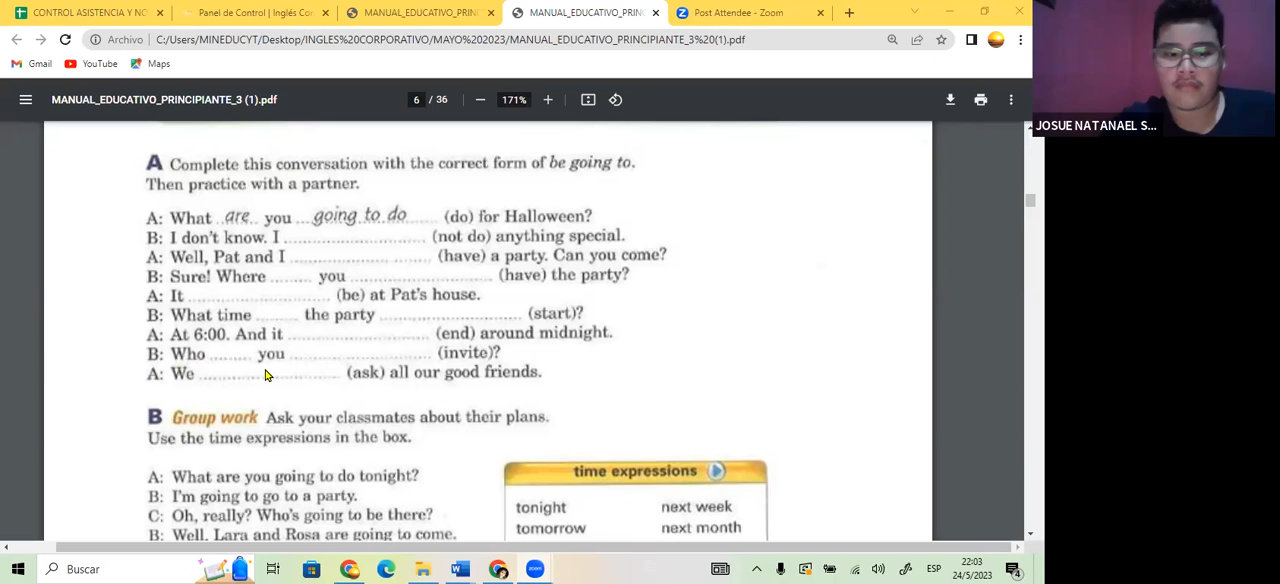 CONTROL ASISTENCIA Y NO
Panel de Control | Inglés Cor
MANUAL_EDUCATIVO_PRIN
MANUAL_EDUCATIVO_PRIN
Post Attendee - Zoom
Archivo | C:/Users/MINEDUCYT/Desktop/INGLES%20CORPORATIVO/MAYO%202023/MANUAL_EDUCATIVO_PRINCIPIANTE_3%20(1).pdf
Gmail YouTube Maps
MANUAL_EDUCATIVO_PRINCIPIANTE_3 (1).pdf 6 / 36 171%
JOSUE NATANAEL S...
A Complete this conversation with the correct form of be going to.
Then practice with a partner.
A: What are you going to do (do) for Halloween?
B: I don't know. I ........ (not do) anything special.
A: Well, Pat and I ........ (have) a party. Can you come?
B: Sure! Where ........ you ........ (have) the party?
A: It ........ (be) at Pat's house.
B: What time ........ the party ........ (start)?
A: At 6:00. And it ........ (end) around midnight.
B: Who ........ you ........ (invite)?
A: We ........ (ask) all our good friends.
B Group work Ask your classmates about their plans.
Use the time expressions in the box.
A: What are you going to do tonight?
B: I'm going to go to a party.
C: Oh, really? Who's going to be there?
B: Well, Lara and Rosa are going to come.
time expressions
tonight next week
tomorrow next month
Buscar
ESP
22:03
24/5/2023
4